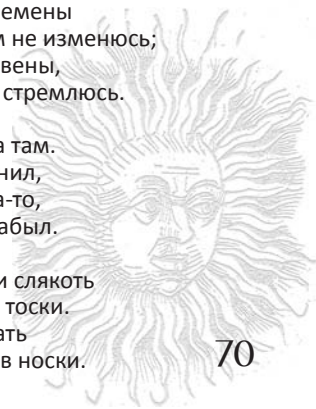 емены
м не изменюсь;
вены,
стремлюсь.
а там.
нил,
а-то,
абыл.
и слякоть
тоски.
ать
в носки.
70